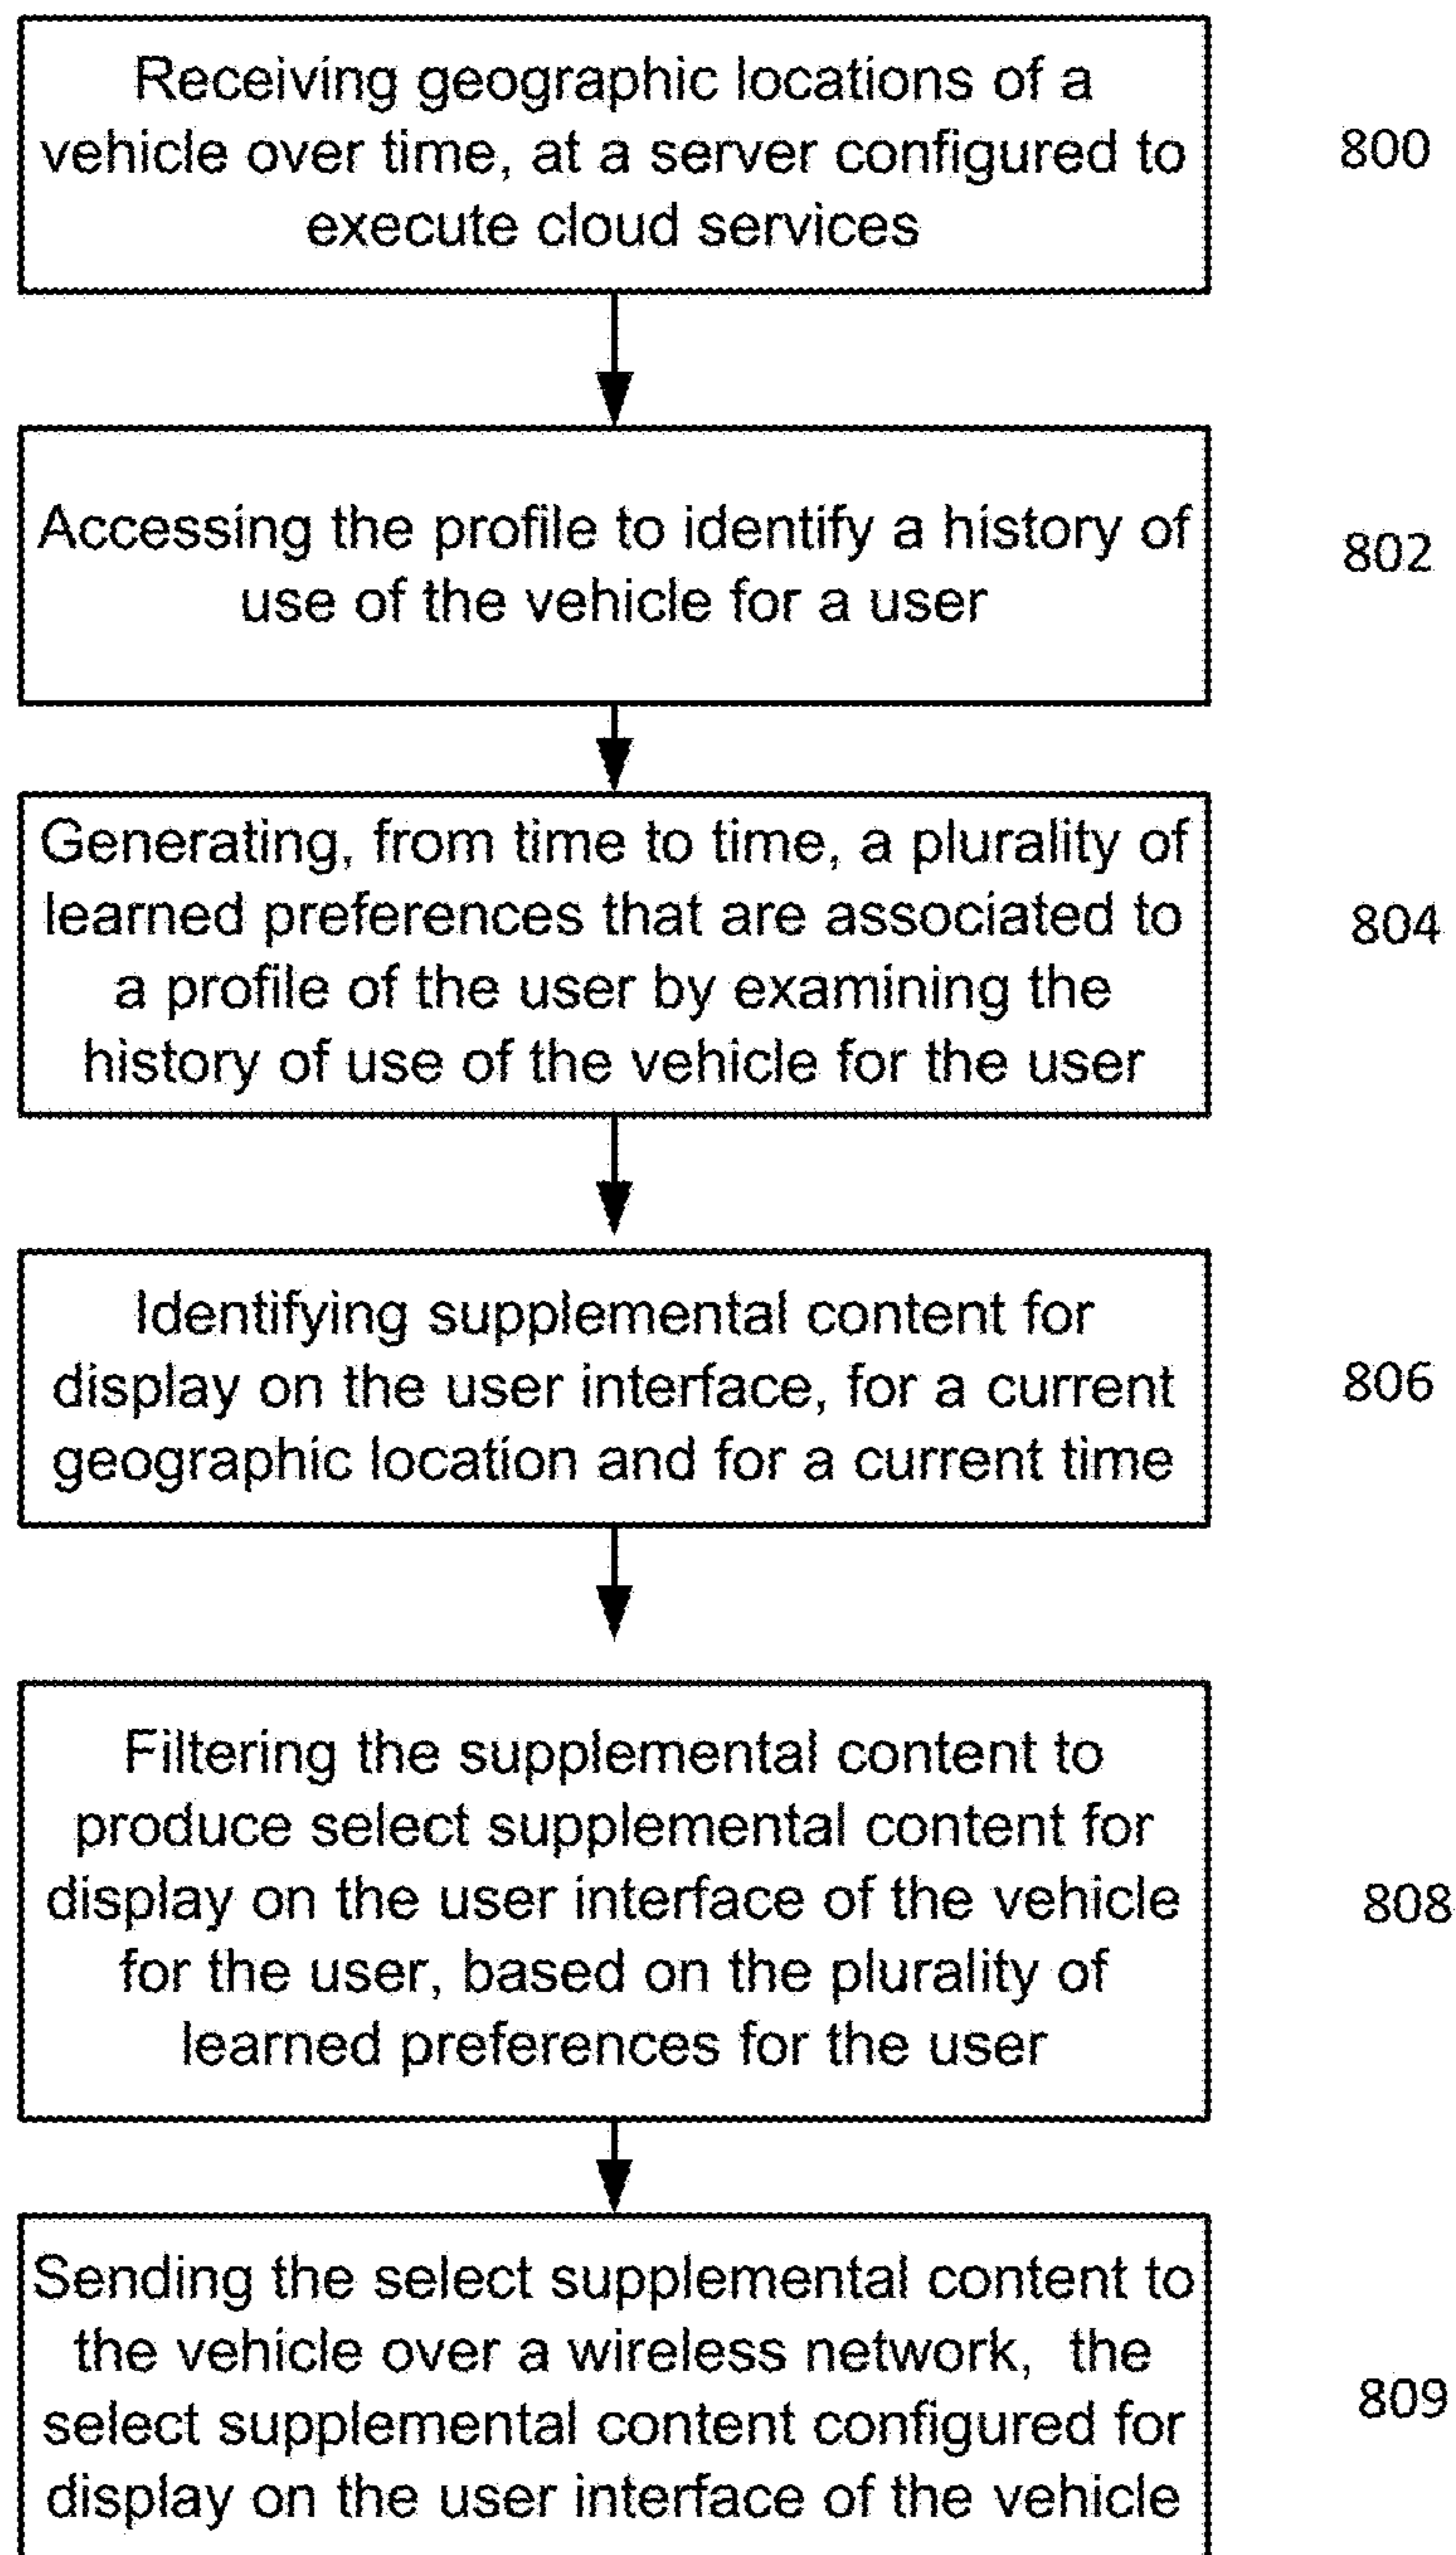 Receiving geographic locations of a
vehicle over time, at a server configured to
execute cloud services
800
Accessing the profile to identify a history of
use of the vehicle for a user
802
Generating, from time to time, a plurality of
learned preferences that are associated to
a profile of the user by examining the
history of use of the vehicle for the user
804
Identifying supplemental content for
display on the user interface, for a current
geographic location and for a current time
806
Filtering the supplemental content to
produce select supplemental content for
display on the user interface of the vehicle
for the user, based on the plurality of
learned preferences for the user
808
Sending the select supplemental content to
the vehicle over a wireless network, the
select supplemental content configured for
display on the user interface of the vehicle
809